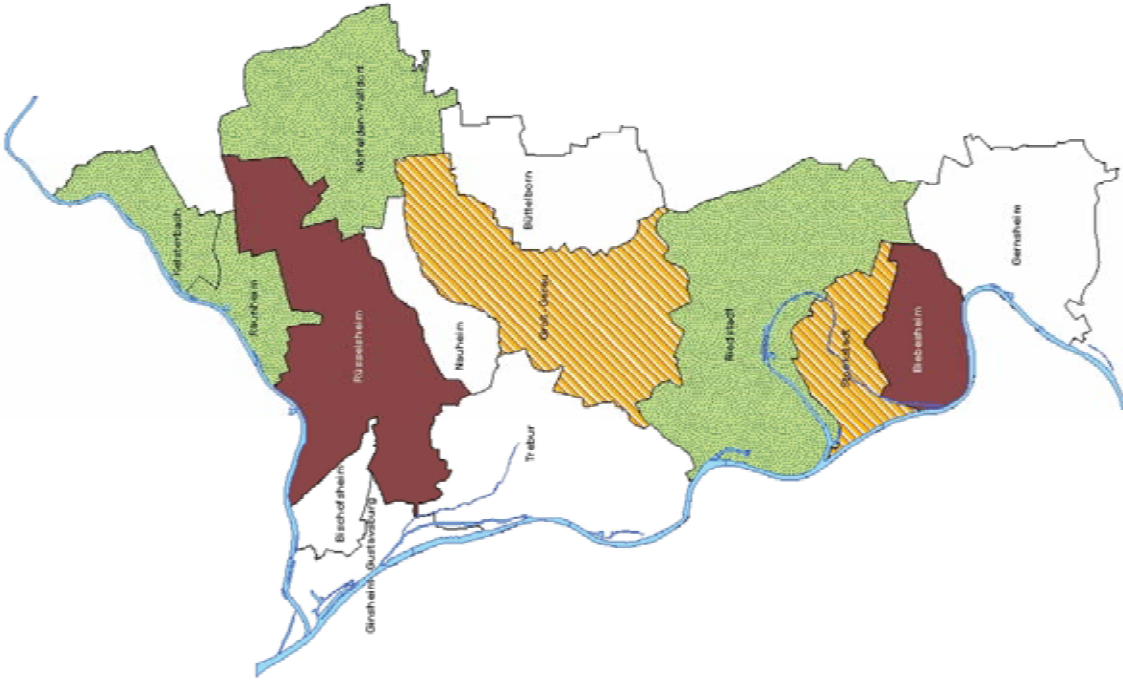 Kelsterbach
Raunheim
Mörfelden-Walldorf
Rüsselsheim
Nauheim
Büttelborn
Groß-Gerau
Bischofsheim
Ginsheim-Gustavsburg
Trebur
Riedstadt
Stockstadt
Biebesheim
Gernsheim